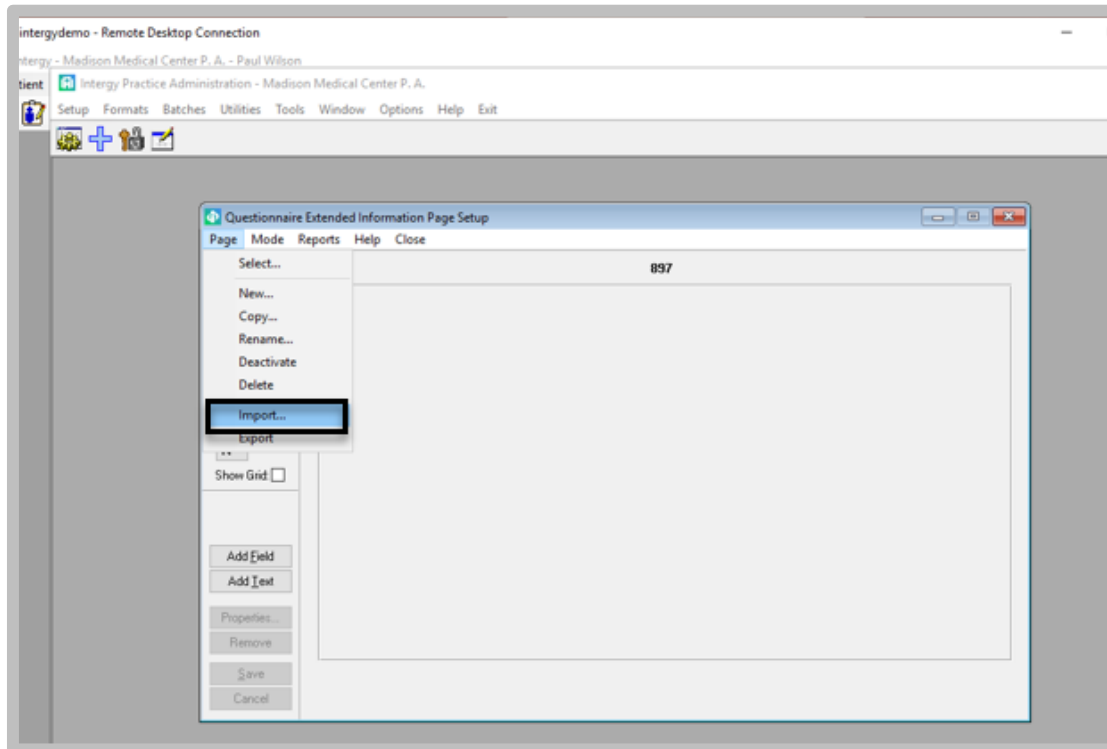 intergydemo - Remote Desktop Connection
ntergy - Madison Medical Center P. A. - Paul Wilson
tient
Intergy Practice Administration - Madison Medical Center P. A.
Setup Formats Batches Utilities Tools Window Options Help Exit
Questionnaire Extended Information Page Setup
Page Mode Reports Help Close
Select...
897
New...
Copy...
Rename...
Deactivate
Delete
Import...
Export
Show Grid:
Add Field
Add Text
Properties...
Remove
Save
Cancel